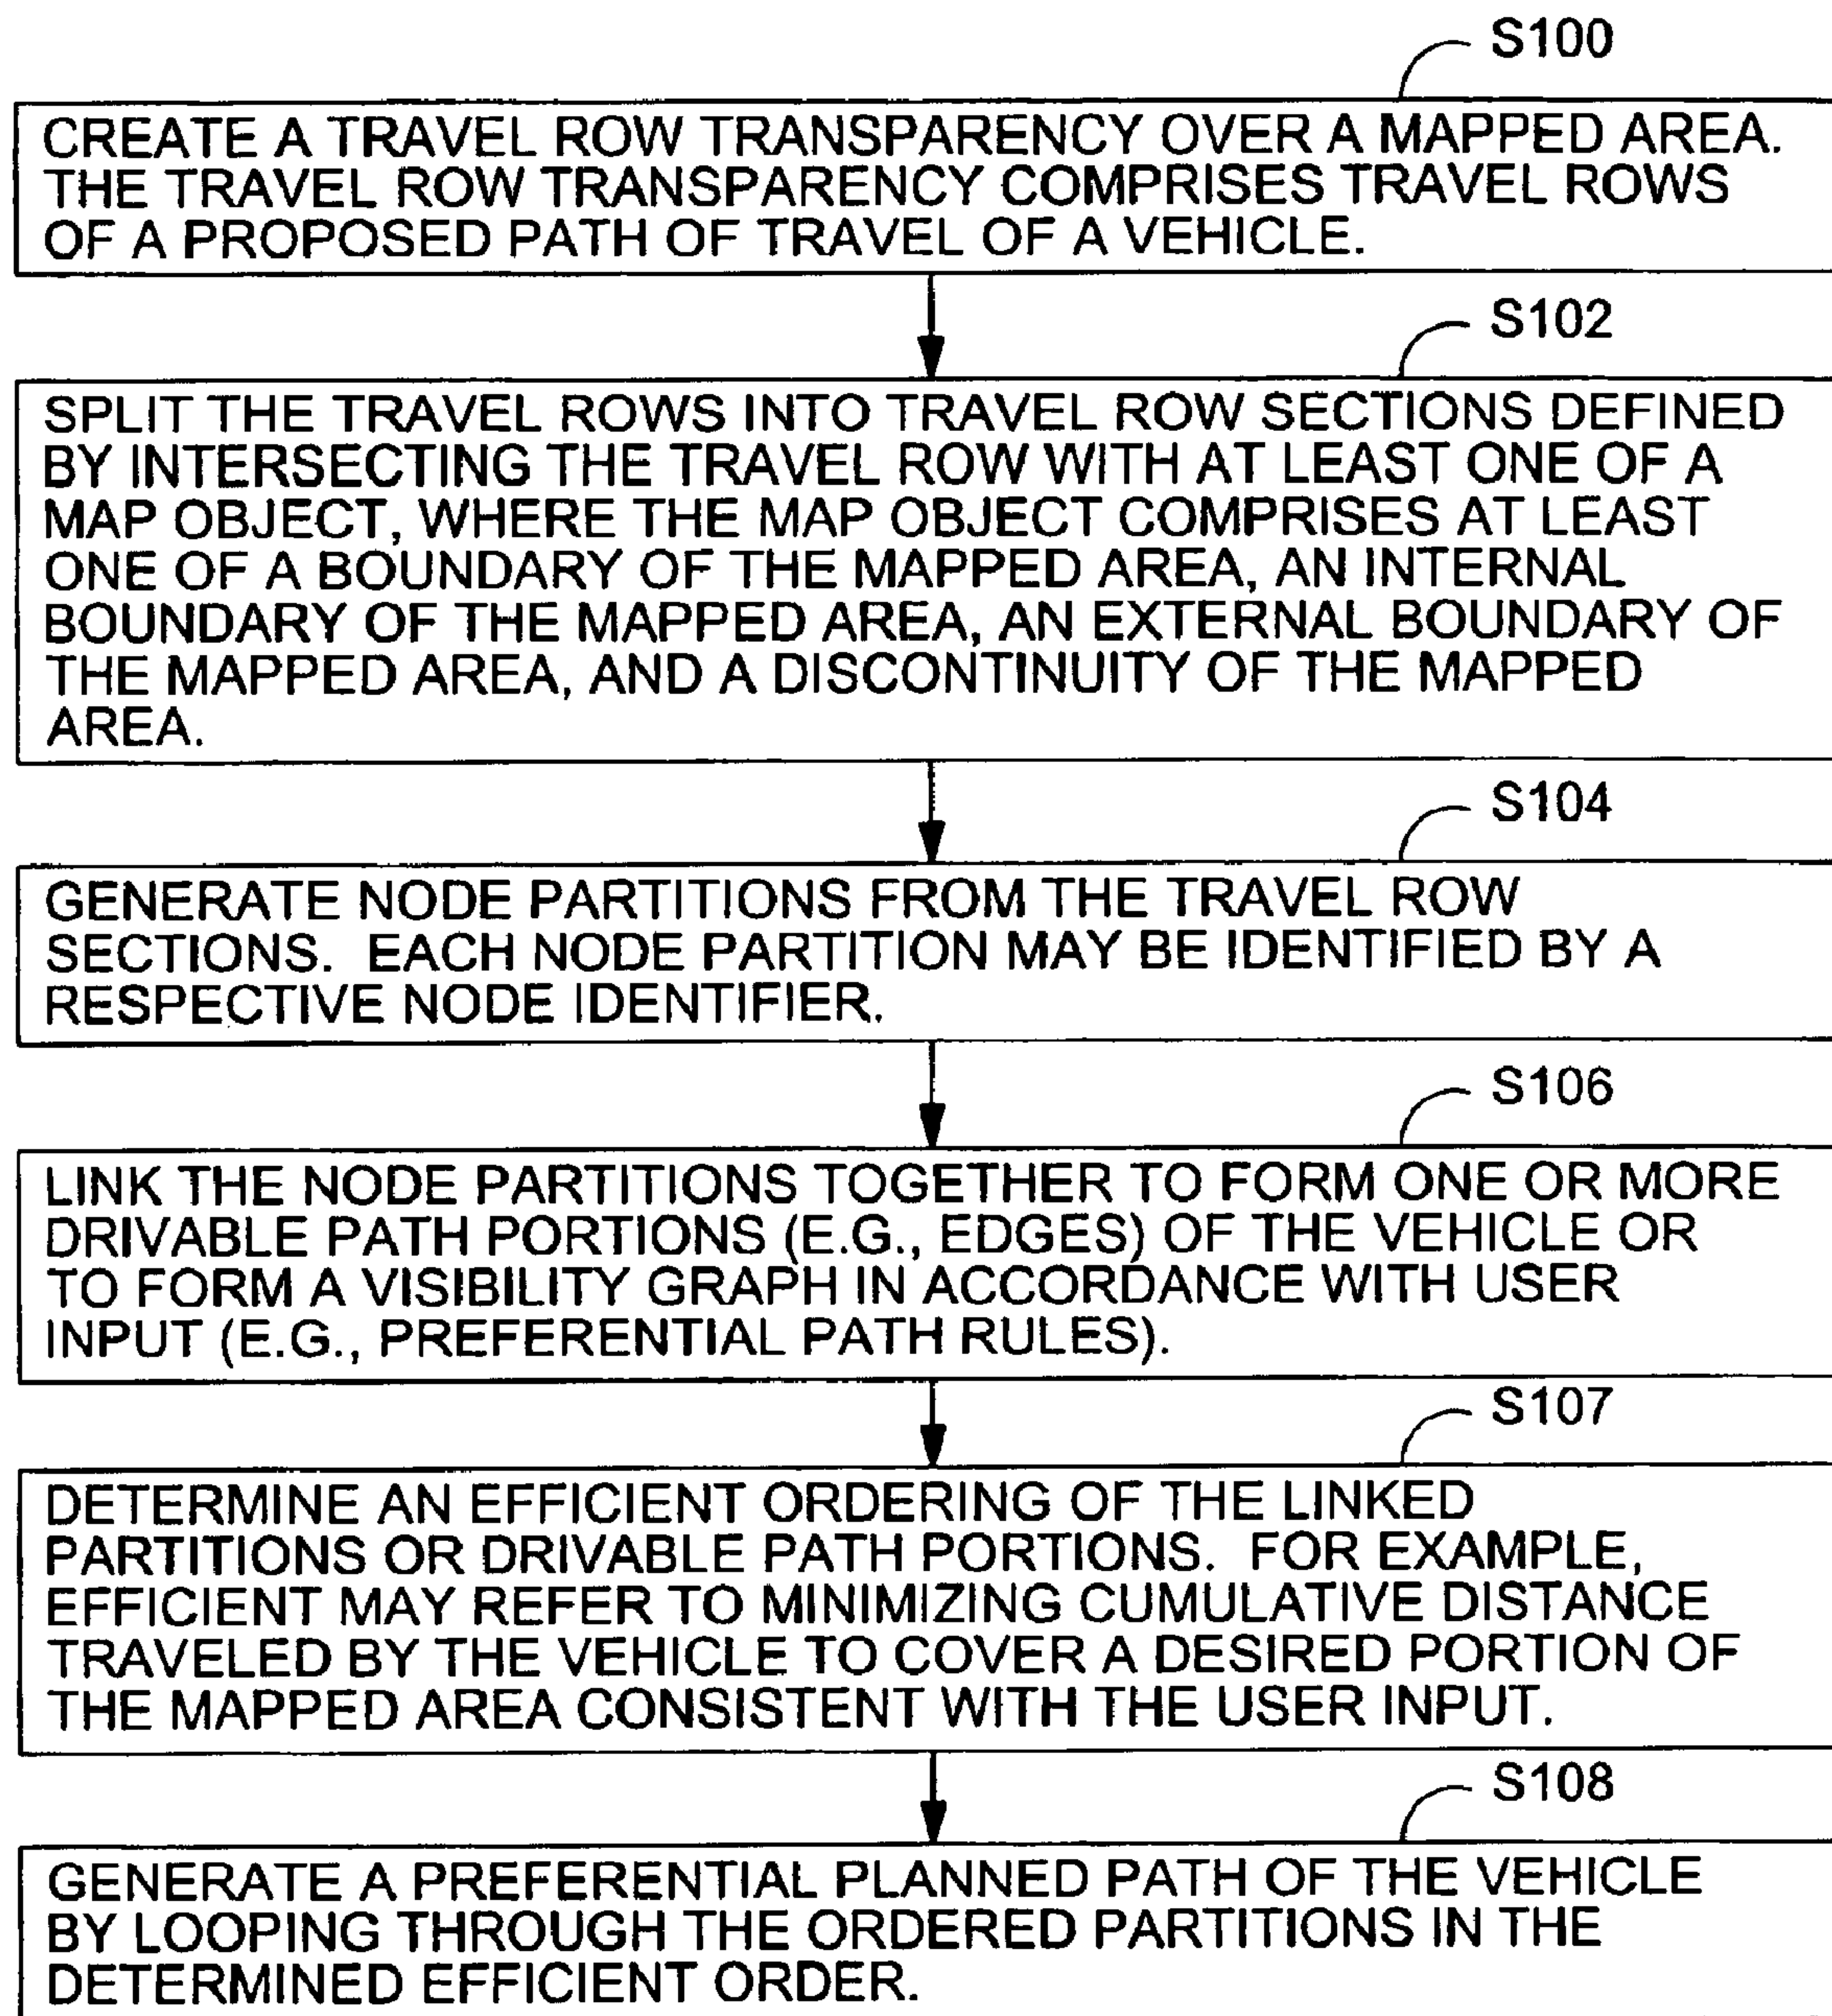 S100
CREATE A TRAVEL ROW TRANSPARENCY OVER A MAPPED AREA.
THE TRAVEL ROW TRANSPARENCY COMPRISES TRAVEL ROWS
OF A PROPOSED PATH OF TRAVEL OF A VEHICLE.
S102
SPLIT THE TRAVEL ROWS INTO TRAVEL ROW SECTIONS DEFINED
BY INTERSECTING THE TRAVEL ROW WITH AT LEAST ONE OF A
MAP OBJECT, WHERE THE MAP OBJECT COMPRISES AT LEAST
ONE OF A BOUNDARY OF THE MAPPED AREA, AN INTERNAL
BOUNDARY OF THE MAPPED AREA, AN EXTERNAL BOUNDARY OF
THE MAPPED AREA, AND A DISCONTINUITY OF THE MAPPED
AREA.
S104
GENERATE NODE PARTITIONS FROM THE TRAVEL ROW
SECTIONS. EACH NODE PARTITION MAY BE IDENTIFIED BY A
RESPECTIVE NODE IDENTIFIER.
S106
LINK THE NODE PARTITIONS TOGETHER TO FORM ONE OR MORE
DRIVABLE PATH PORTIONS (E.G., EDGES) OF THE VEHICLE OR
TO FORM A VISIBILITY GRAPH IN ACCORDANCE WITH USER
INPUT (E.G., PREFERENTIAL PATH RULES).
S107
DETERMINE AN EFFICIENT ORDERING OF THE LINKED
PARTITIONS OR DRIVABLE PATH PORTIONS. FOR EXAMPLE,
EFFICIENT MAY REFER TO MINIMIZING CUMULATIVE DISTANCE
TRAVELED BY THE VEHICLE TO COVER A DESIRED PORTION OF
THE MAPPED AREA CONSISTENT WITH THE USER INPUT.
S108
GENERATE A PREFERENTIAL PLANNED PATH OF THE VEHICLE
BY LOOPING THROUGH THE ORDERED PARTITIONS IN THE
DETERMINED EFFICIENT ORDER.